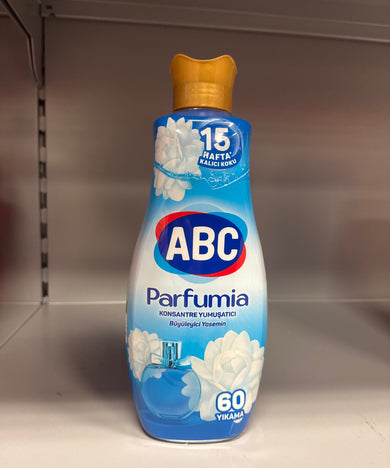 15
HAFTA*
KALICI KOKU
ABC
Parfumia
KONSANTRE YUMUŞATICI
Büyüleyici Yasemin
60
YIKAMA